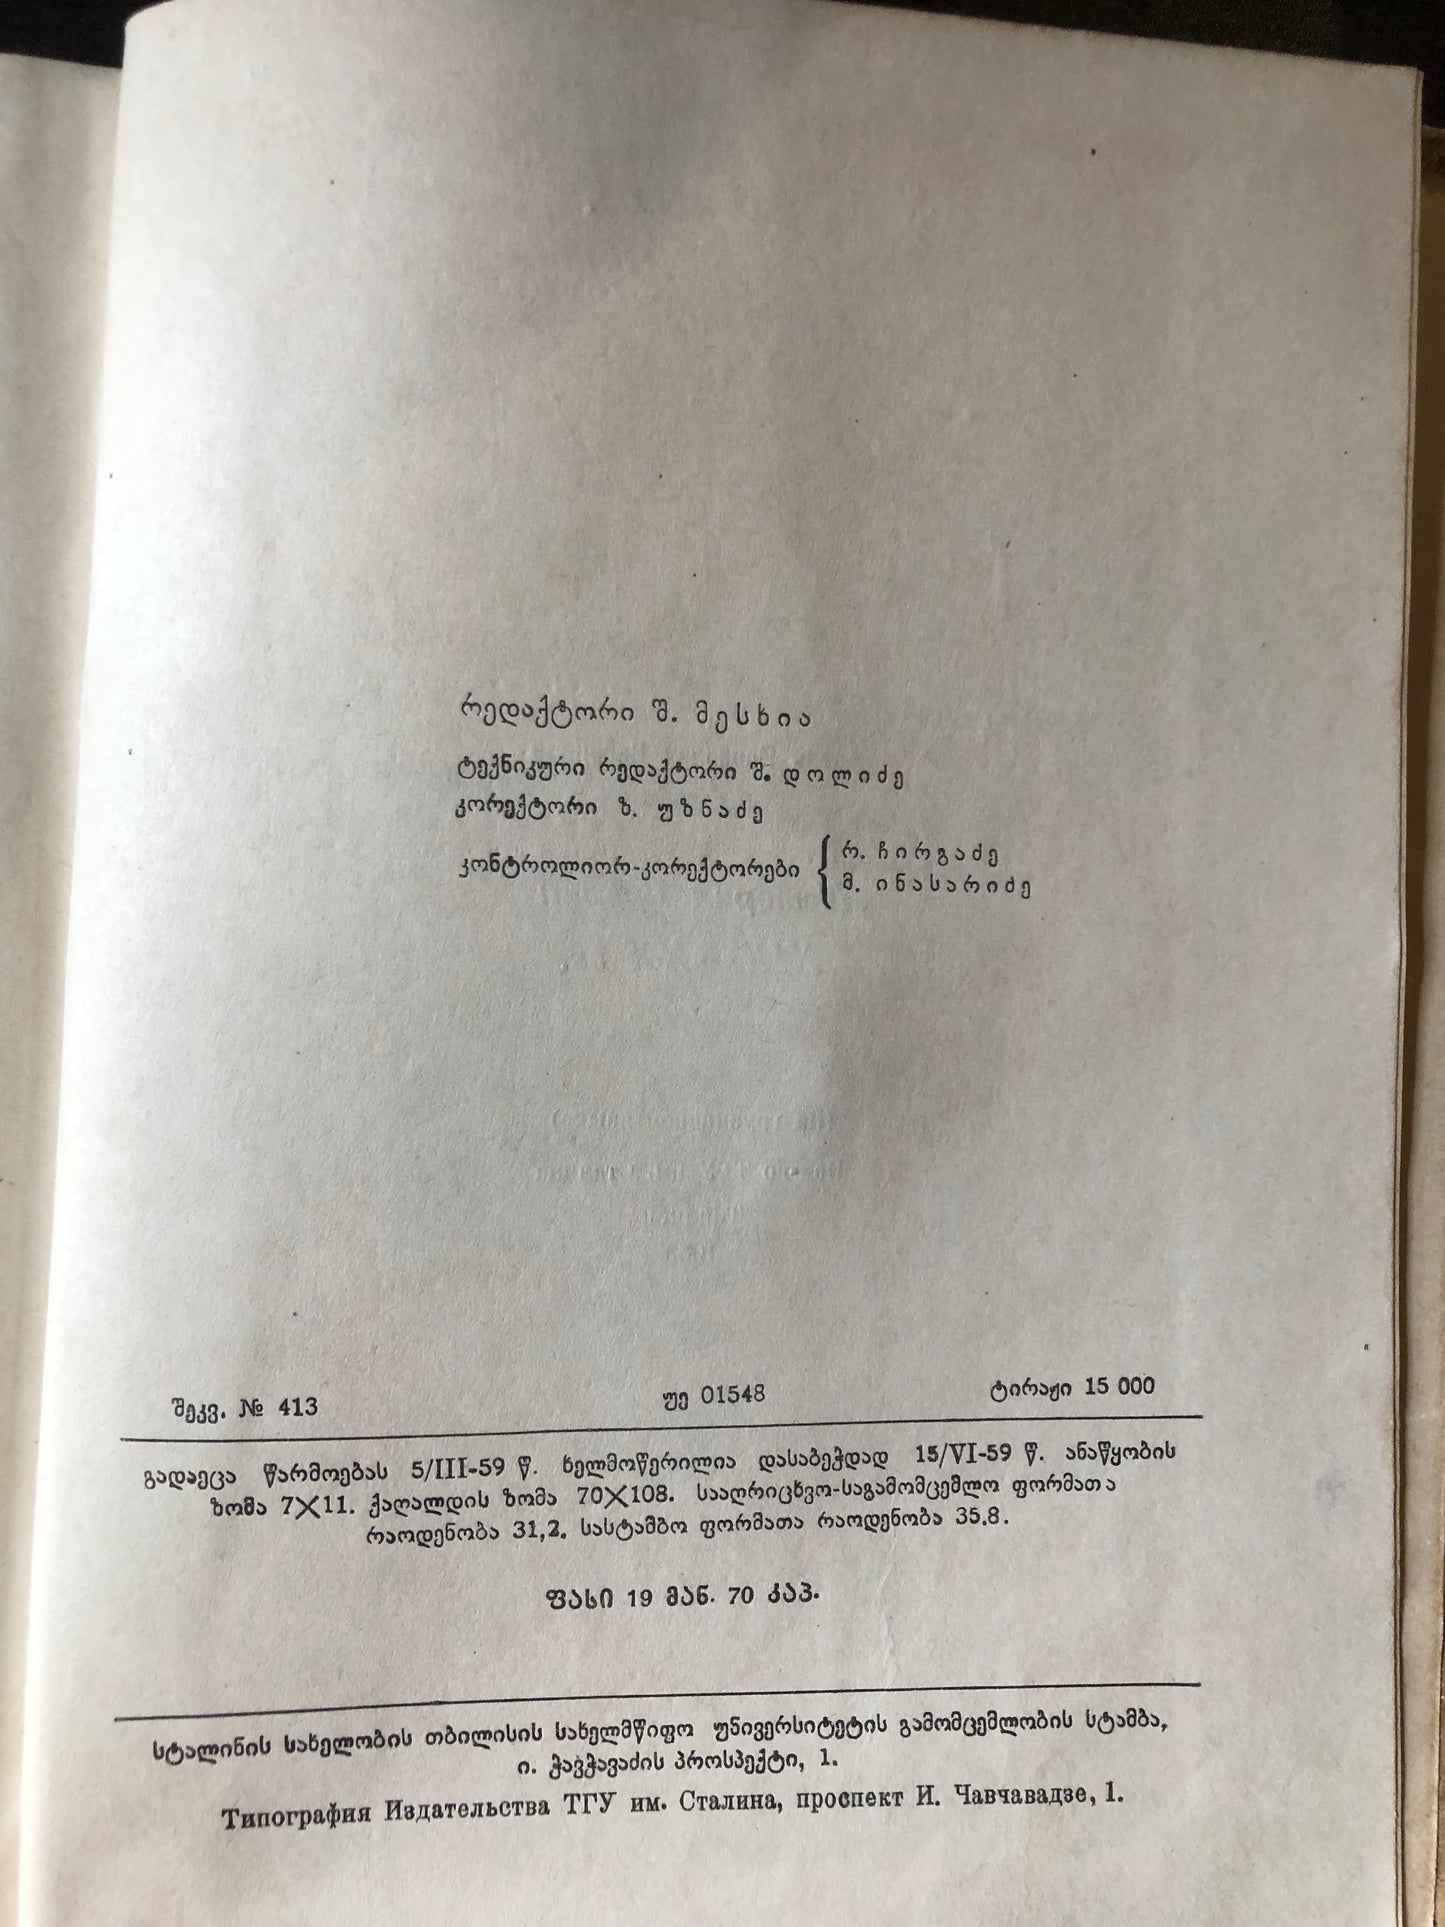 რედაქტორი შ. მესხია
ტექნიკური რედაქტორი შ. დოლიძე
კორექტორი ზ. უზნაძე
კონტროლიორ-კორექტორები { რ. ჩირგაძე
მ. ინასარიძე
შეკვ. № 413 უე 01548 ტირაჟი 15 000
გადაეცა წარმოებას 5/III-59 წ. ხელმოწერილია დასაბეჭდად 15/VI-59 წ. ანაწყობის
ზომა 7X11. ქაღალდის ზომა 70X108. სააღრიცხვო-საგამომცემლო ფორმათა
რაოდენობა 31,2. სასტამბო ფორმათა რაოდენობა 35.8.
ფასი 19 მან. 70 კაპ.
სტალინის სახელობის თბილისის სახელმწიფო უნივერსიტეტის გამომცემლობის სტამბა,
ი. ჭავჭავაძის პროსპექტი, 1.
Типография Издательства ТГУ им. Сталина, проспект И. Чавчавадзе, 1.